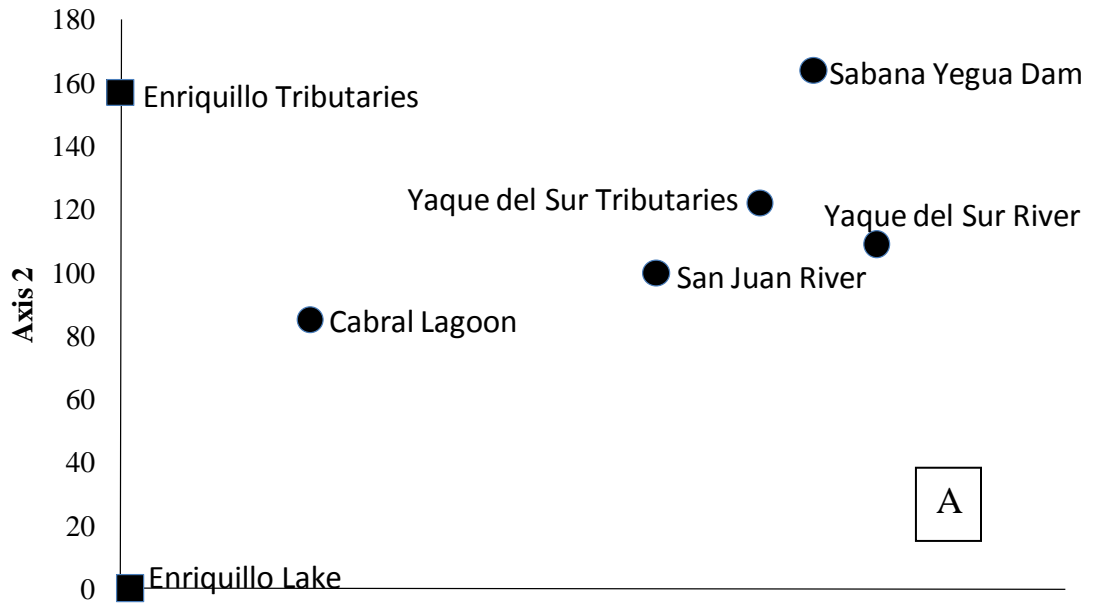 180
Sabana Yegua Dam
160
Enriquillo Tributaries
140
Yaque del Sur Tributaries
120
Yaque del Sur River
100
San Juan River
Cabral Lagoon
80
60
40
20
0
Axis 2
A
Enriquillo Lake